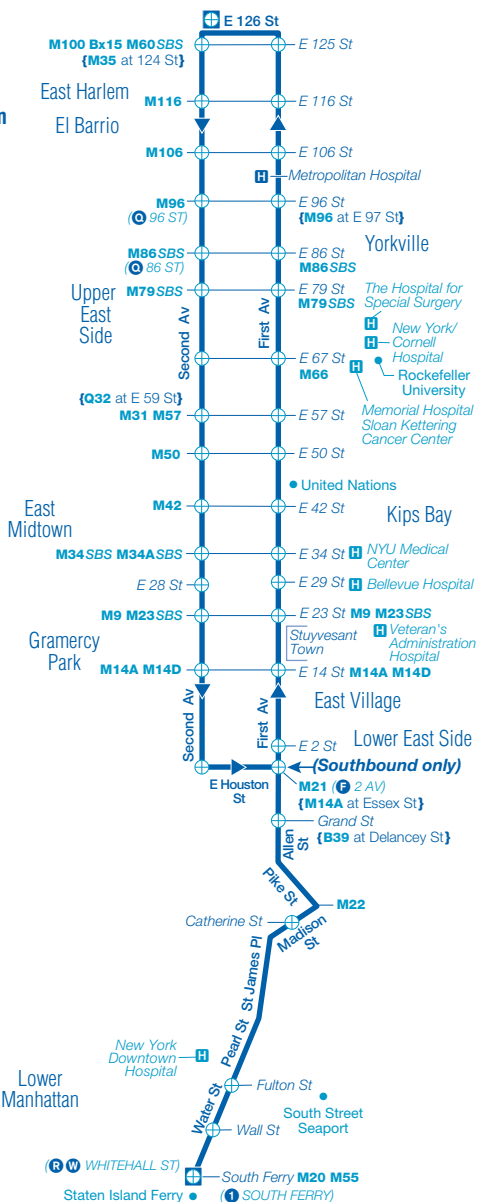 E 126 St
M100 Bx15 M60SBS
{M35 at 124 St}
E 125 St
East Harlem
M116
E 116 St
m
El Barrio
M106
E 106 St
H
Metropolitan Hospital
M96
(Q 96 ST)
E 96 St
{M96 at E 97 St}
M86SBS
(Q 86 ST)
E 86 St
M86SBS
Yorkville
Upper
East
Side
M79SBS
E 79 St
M79SBS
The Hospital for
Special Surgery
H
New York/
H
Cornell
Hospital
Second Av
First Av
E 67 St
M66
Rockefeller
University
H
Memorial Hospital
Sloan Kettering
Cancer Center
{Q32 at E 59 St}
M31 M57
E 57 St
M50
E 50 St
United Nations
M42
E 42 St
East
Midtown
Kips Bay
M34SBS M34ASBS
E 34 St
H
NYU Medical
Center
E 28 St
E 29 St
H
Bellevue Hospital
M9 M23SBS
E 23 St M9 M23SBS
Stuyvesant
Town
H
Veteran's
Administration
Hospital
Gramercy
Park
M14A M14D
E 14 St M14A M14D
Second Av
First Av
East Village
E 2 St
Lower East Side
(Southbound only)
E Houston
St
M21 (F 2 AV)
{M14A at Essex St}
Grand St
{B39 at Delancey St}
Allen
St
Pike St
M22
Catherine St
Madison
St
St James Pl
Pearl St
New York
Downtown
Hospital
H
Lower
Manhattan
Water St
Fulton St
South Street
Seaport
Wall St
(R W WHITEHALL ST)
South Ferry M20 M55
Staten Island Ferry
(1 SOUTH FERRY)